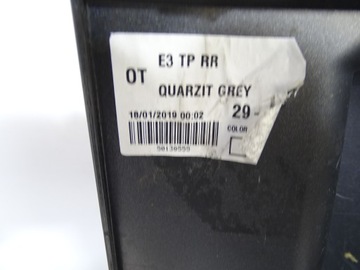 E3 TP RR
OT
QUARZIT GREY
18/01/2019 00:02
29-
COLOR